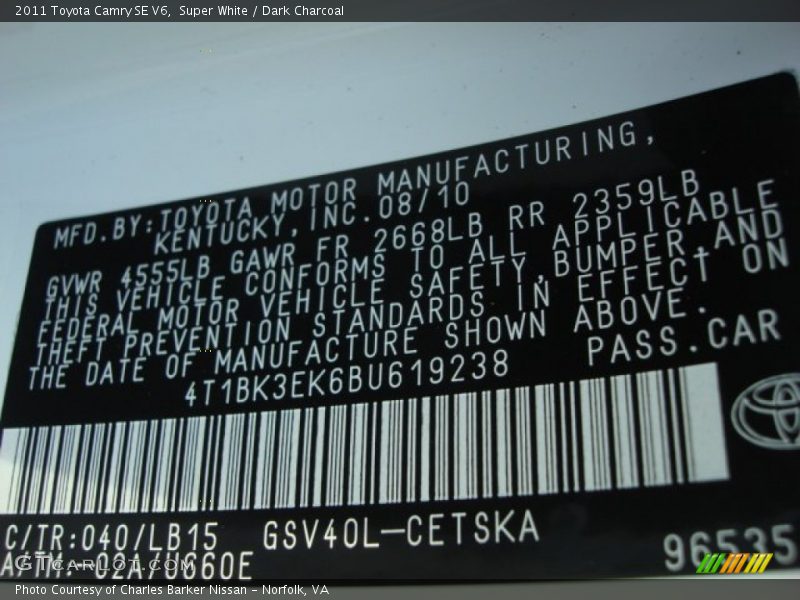 2011 Toyota Camry SE V6,  Super White / Dark Charcoal
MFD.BY:TOYOTA MOTOR MANUFACTURING,
KENTUCKY,INC.08/10
GVWR 4555LB GAWR FR 2668LB RR 2359LB
THIS VEHICLE CONFORMS TO ALL APPLICABLE
FEDERAL MOTOR VEHICLE SAFETY,BUMPER,AND
THEFT PREVENTION STANDARDS IN EFFECT ON
THE DATE OF MANUFACTURE SHOWN ABOVE.
4T1BK3EK6BU619238 PASS.CAR
C/TR:040/LB15 GSV40L-CETSKA
A/TM:-02A/U660E 96535
GTCarLot.com
Photo Courtesy of Charles Barker Nissan - Norfolk, VA